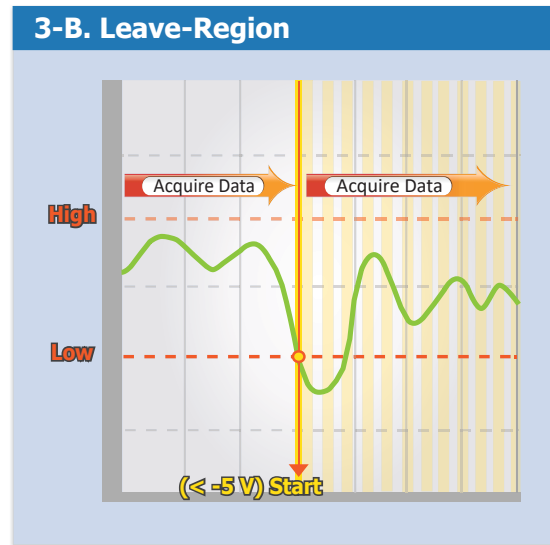 3-B. Leave-Region
Acquire Data Acquire Data
High
Low
(< -5 V) Start